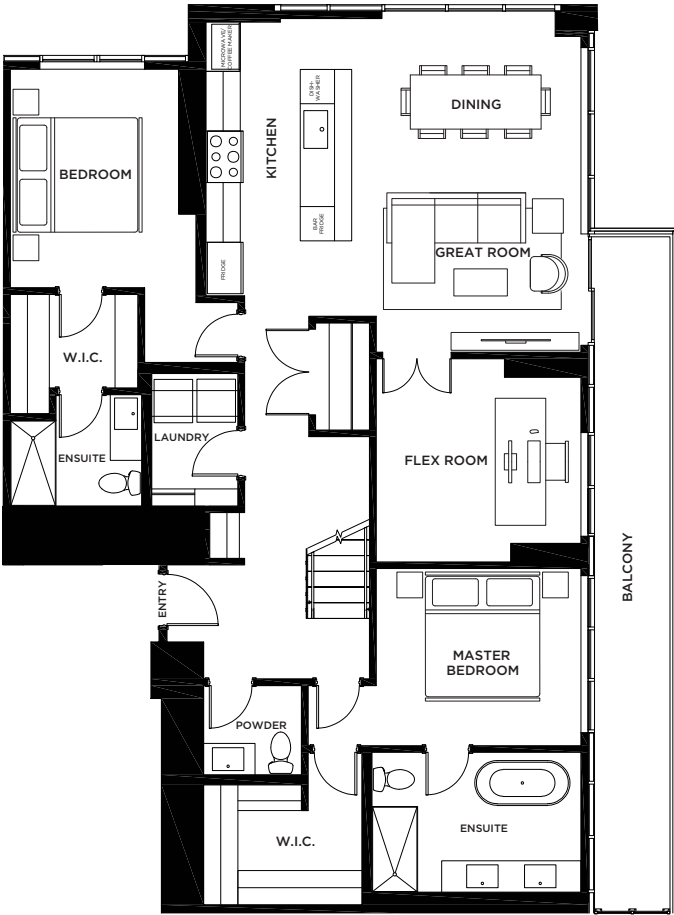 MICROWAVE/
COFFEE MAKER
DISH-
WASHER
DINING
KITCHEN
BEDROOM
BAR
FRIDGE
FRIDGE
GREAT ROOM
W.I.C.
LAUNDRY
ENSUITE
FLEX ROOM
BALCONY
ENTRY
MASTER
BEDROOM
POWDER
W.I.C.
ENSUITE